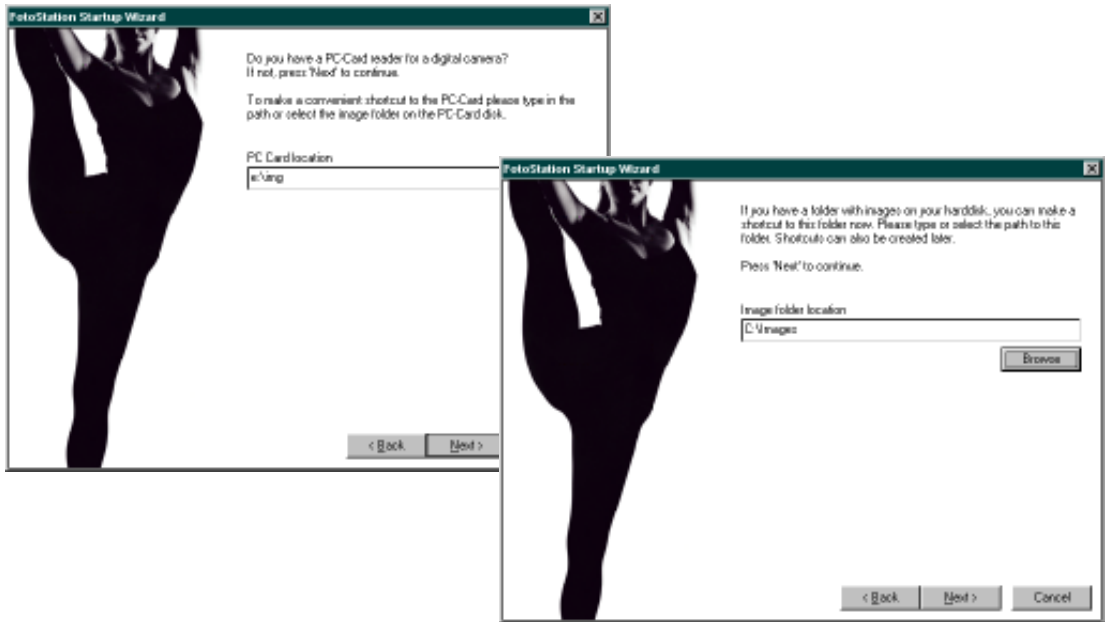 FotoStation Startup Wizard
Do you have a PC-Card reader for a digital camera?
If not, press 'Next' to continue.
To make a convenient shortcut to the PC-Card please type in the
path or select the image folder on the PC-Card disk.
PC Card location
e:\img
< Back
Next >
FotoStation Startup Wizard
If you have a folder with images on your harddisk, you can make a
shortcut to this folder now. Please type or select the path to this
folder. Shortcuts can also be created later.
Press 'Next' to continue.
Image folder location
C:\Images
Browse
< Back
Next >
Cancel